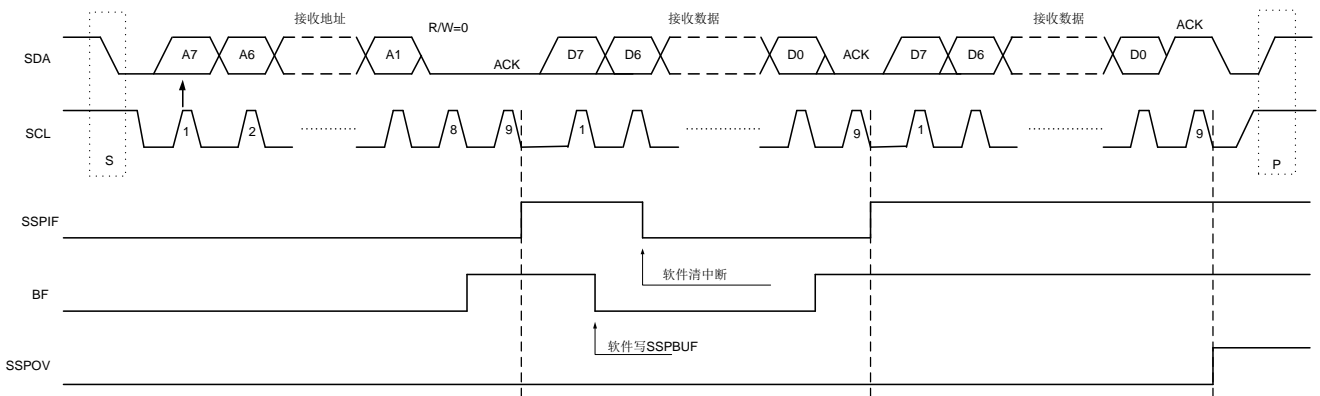 接收地址
接收数据
接收数据
R/W=0
ACK
SDA
A7
A6
A1
ACK
D7
D6
D0
ACK
D7
D6
D0
SCL
1
2
8
9
1
9
1
9
S
P
SSPIF
软件清中断
BF
软件写SSPBUF
SSPOV